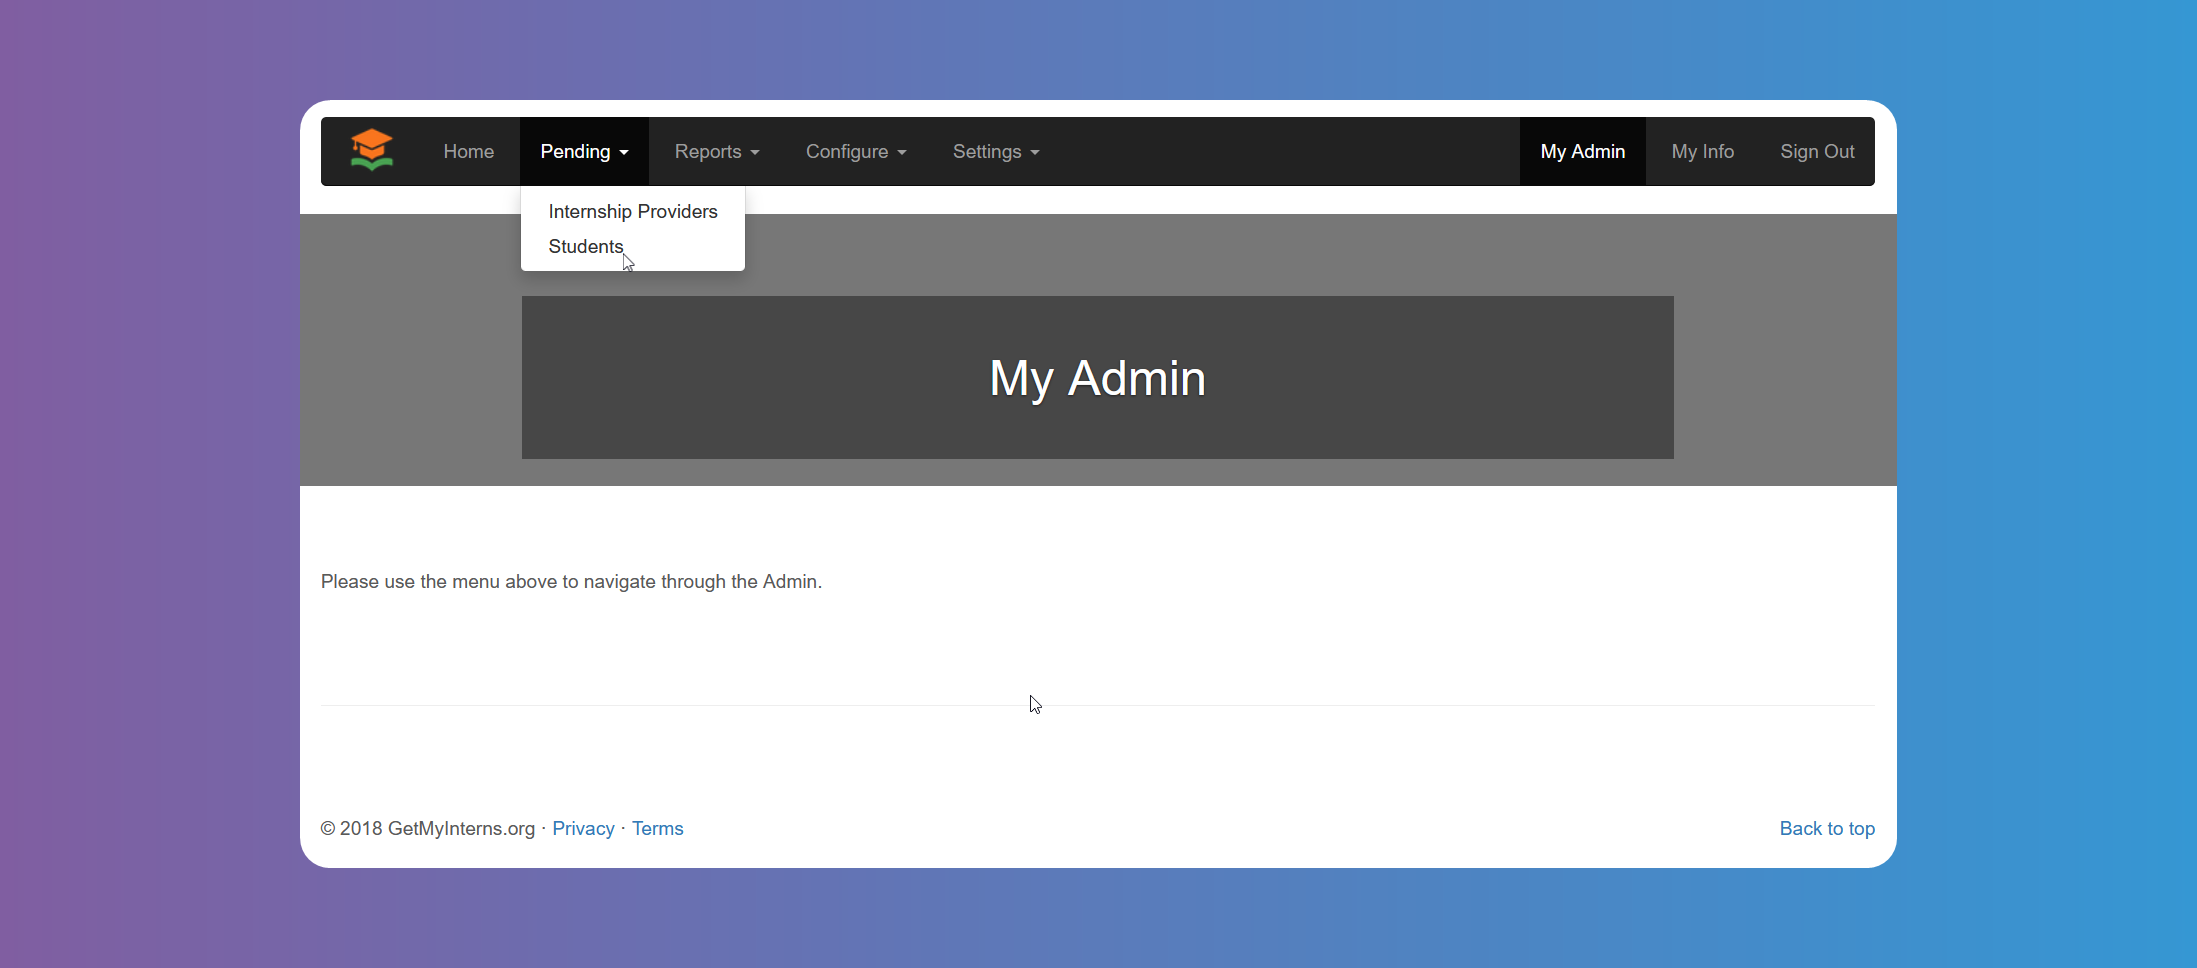 Home Pending Reports Configure Settings My Admin My Info Sign Out
Internship Providers
Students
My Admin
Please use the menu above to navigate through the Admin.
© 2018 GetMyInterns.org · Privacy · Terms Back to top